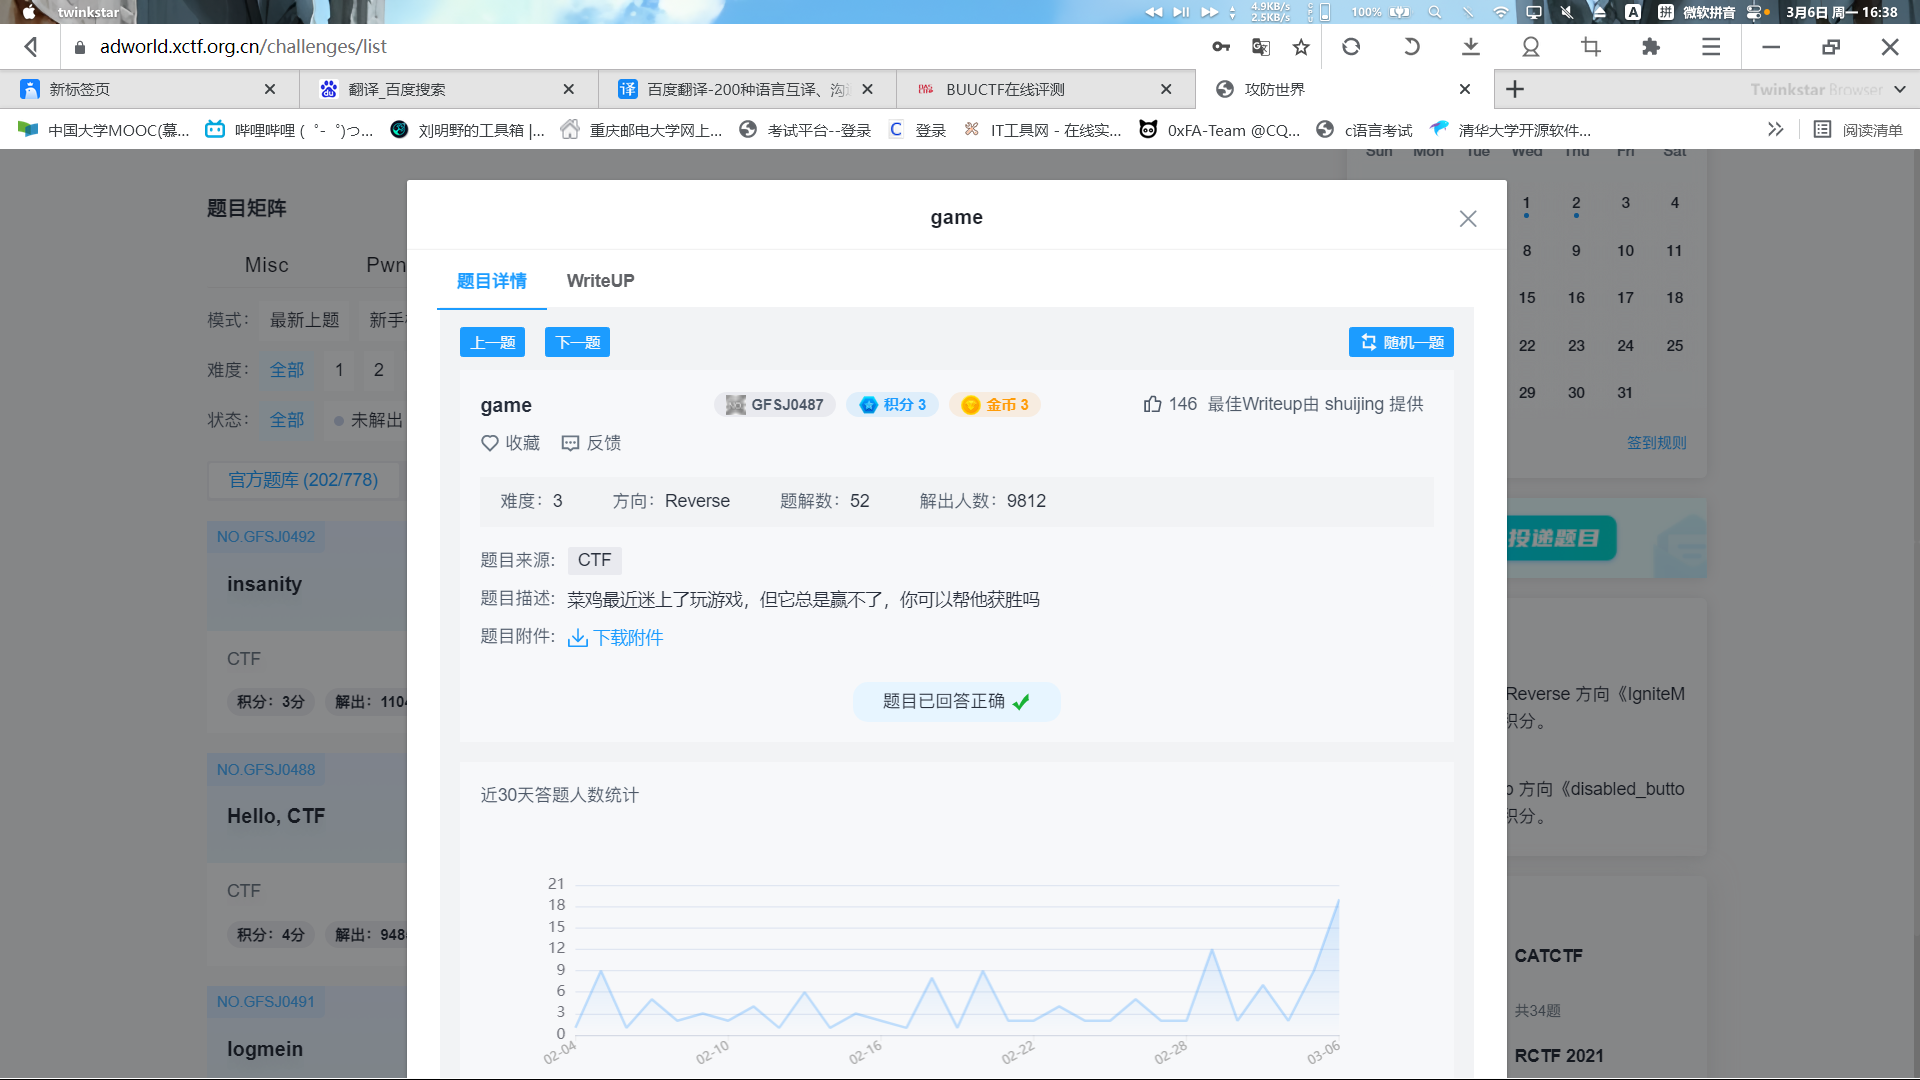 twinkstar
4.9KB/s
2.5KB/s
100%
A
拼
微软拼音
3月6日 周一 16:38
adworld.xctf.org.cn/challenges/list
新标签页
翻译_百度搜索
百度翻译-200种语言互译、沟
BUUCTF在线评测
攻防世界
Twinkstar Browser
中国大学MOOC(慕...
哔哩哔哩 (゜-゜)つ...
刘明野的工具箱 |...
重庆邮电大学网上...
考试平台--登录
登录
IT工具网 - 在线实...
0xFA-Team @CQ...
c语言考试
清华大学开源软件...
阅读清单
Sun Mon Tue Wed Thu Fri Sat
1 2 3 4
8 9 10 11
15 16 17 18
22 23 24 25
29 30 31
签到规则
投递题目
Reverse 方向《IgniteM
积分。
方向《disabled_butto
积分。
CATCTF
共34题
RCTF 2021
题目矩阵
Misc
Pwn
模式：
最新上题
新手
难度：
全部
1
2
状态：
全部
未解出
官方题库 (202/778)
NO.GFSJ0492
insanity
CTF
积分：3分
解出：1104
NO.GFSJ0488
Hello, CTF
CTF
积分：4分
解出：948
NO.GFSJ0491
logmein
game
题目详情
WriteUP
上一题
下一题
随机一题
game
GFSJ0487
积分 3
金币 3
146
最佳Writeup由 shuijing 提供
收藏
反馈
难度：3
方向：Reverse
题解数：52
解出人数：9812
题目来源：
CTF
题目描述：
菜鸡最近迷上了玩游戏，但它总是赢不了，你可以帮他获胜吗
题目附件：
下载附件
题目已回答正确
近30天答题人数统计
21
18
15
12
9
6
3
0
02-04
02-10
02-16
02-22
02-28
03-06